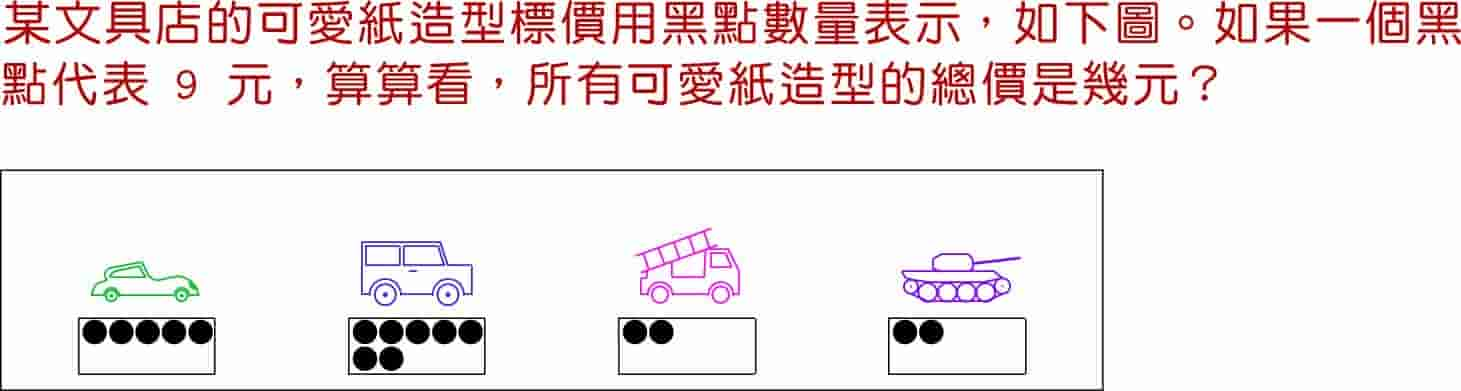 某文具店的可愛紙造型標價用黑點數量表示，如下圖。如果一個黑
點代表 9 元，算算看，所有可愛紙造型的總價是幾元？